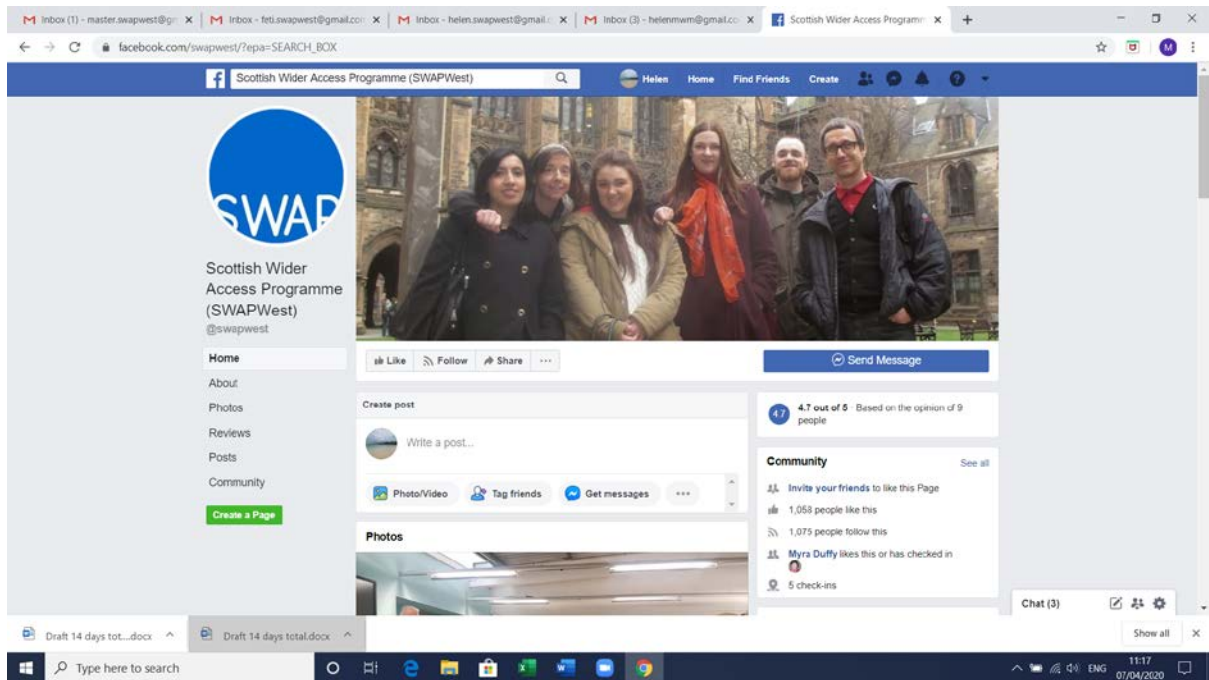 Inbox (1) - master.swapwest@gm
Inbox - feti.swapwest@gmail.com
Inbox - helen.swapwest@gmail.c
Inbox (3) - helenmwm@gmail.co
Scottish Wider Access Programm
facebook.com/swapwest/?epa=SEARCH_BOX
M
Scottish Wider Access Programme (SWAPWest)
Helen Home Find Friends Create
SWAP
Scottish Wider
Access Programme
(SWAPWest)
@swapwest
Home
About
Photos
Reviews
Posts
Community
Create a Page
Like Follow Share ...
Send Message
Create post
Write a post...
Photo/Video Tag friends Get messages ...
Photos
4.7
4.7 out of 5 · Based on the opinion of 9
people
Community See all
Invite your friends to like this Page
1,058 people like this
1,075 people follow this
Myra Duffy likes this or has checked in
5 check-ins
Chat (3)
Draft 14 days tot....docx
Draft 14 days total.docx
Show all
Type here to search
ENG
11:17
07/04/2020